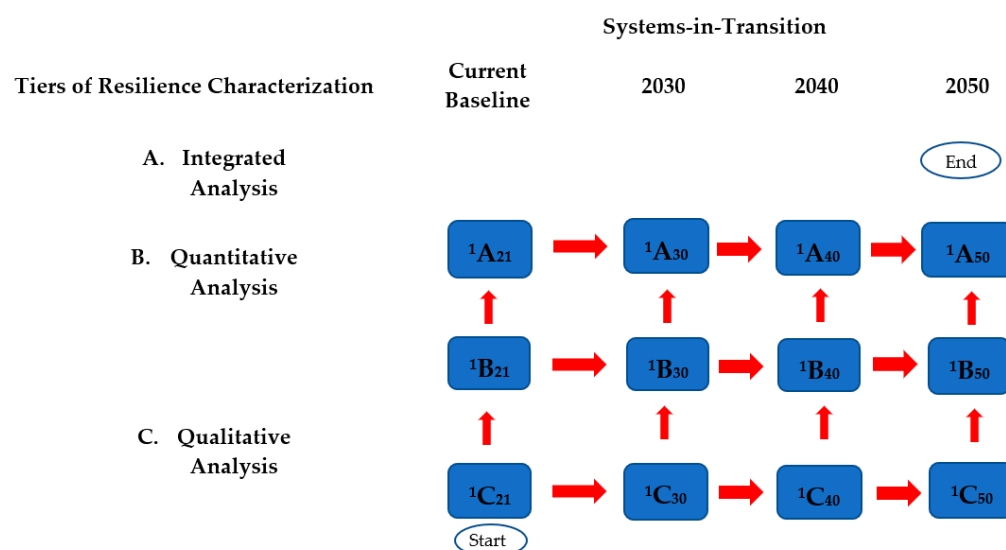 Systems-in-Transition
Tiers of Resilience Characterization
Current
Baseline
2030
2040
2050
A. Integrated
Analysis
End
¹A₂₁
¹A₃₀
¹A₄₀
¹A₅₀
B. Quantitative
Analysis
¹B₂₁
¹B₃₀
¹B₄₀
¹B₅₀
C. Qualitative
Analysis
¹C₂₁
¹C₃₀
¹C₄₀
¹C₅₀
Start